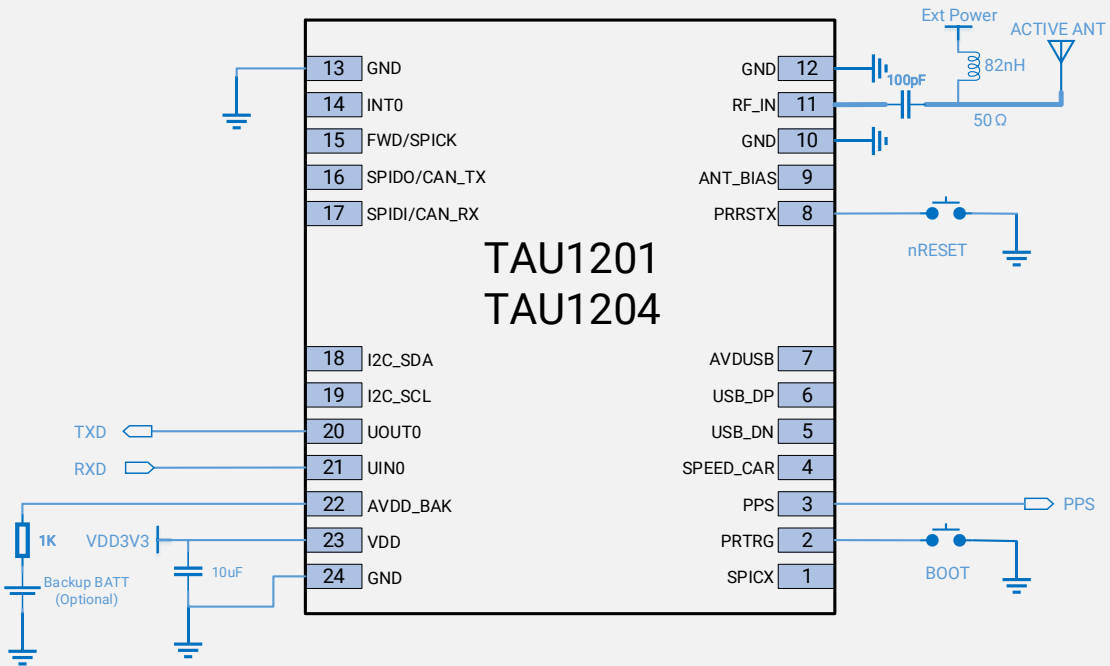 Ext Power
ACTIVE ANT
82nH
100pF
50Ω
13 GND
14 INT0
15 FWD/SPICK
16 SPIDO/CAN_TX
17 SPIDI/CAN_RX
GND 12
RF_IN 11
GND 10
ANT_BIAS 9
PRRSTX 8
nRESET
TAU1201
TAU1204
18 I2C_SDA
19 I2C_SCL
TXD 20 UOUT0
RXD 21 UIN0
22 AVDD_BAK
1K VDD3V3 23 VDD
10uF 24 GND
Backup BATT
(Optional)
AVDUSB 7
USB_DP 6
USB_DN 5
SPEED_CAR 4
PPS 3 PPS
PRTRG 2
BOOT
SPICX 1